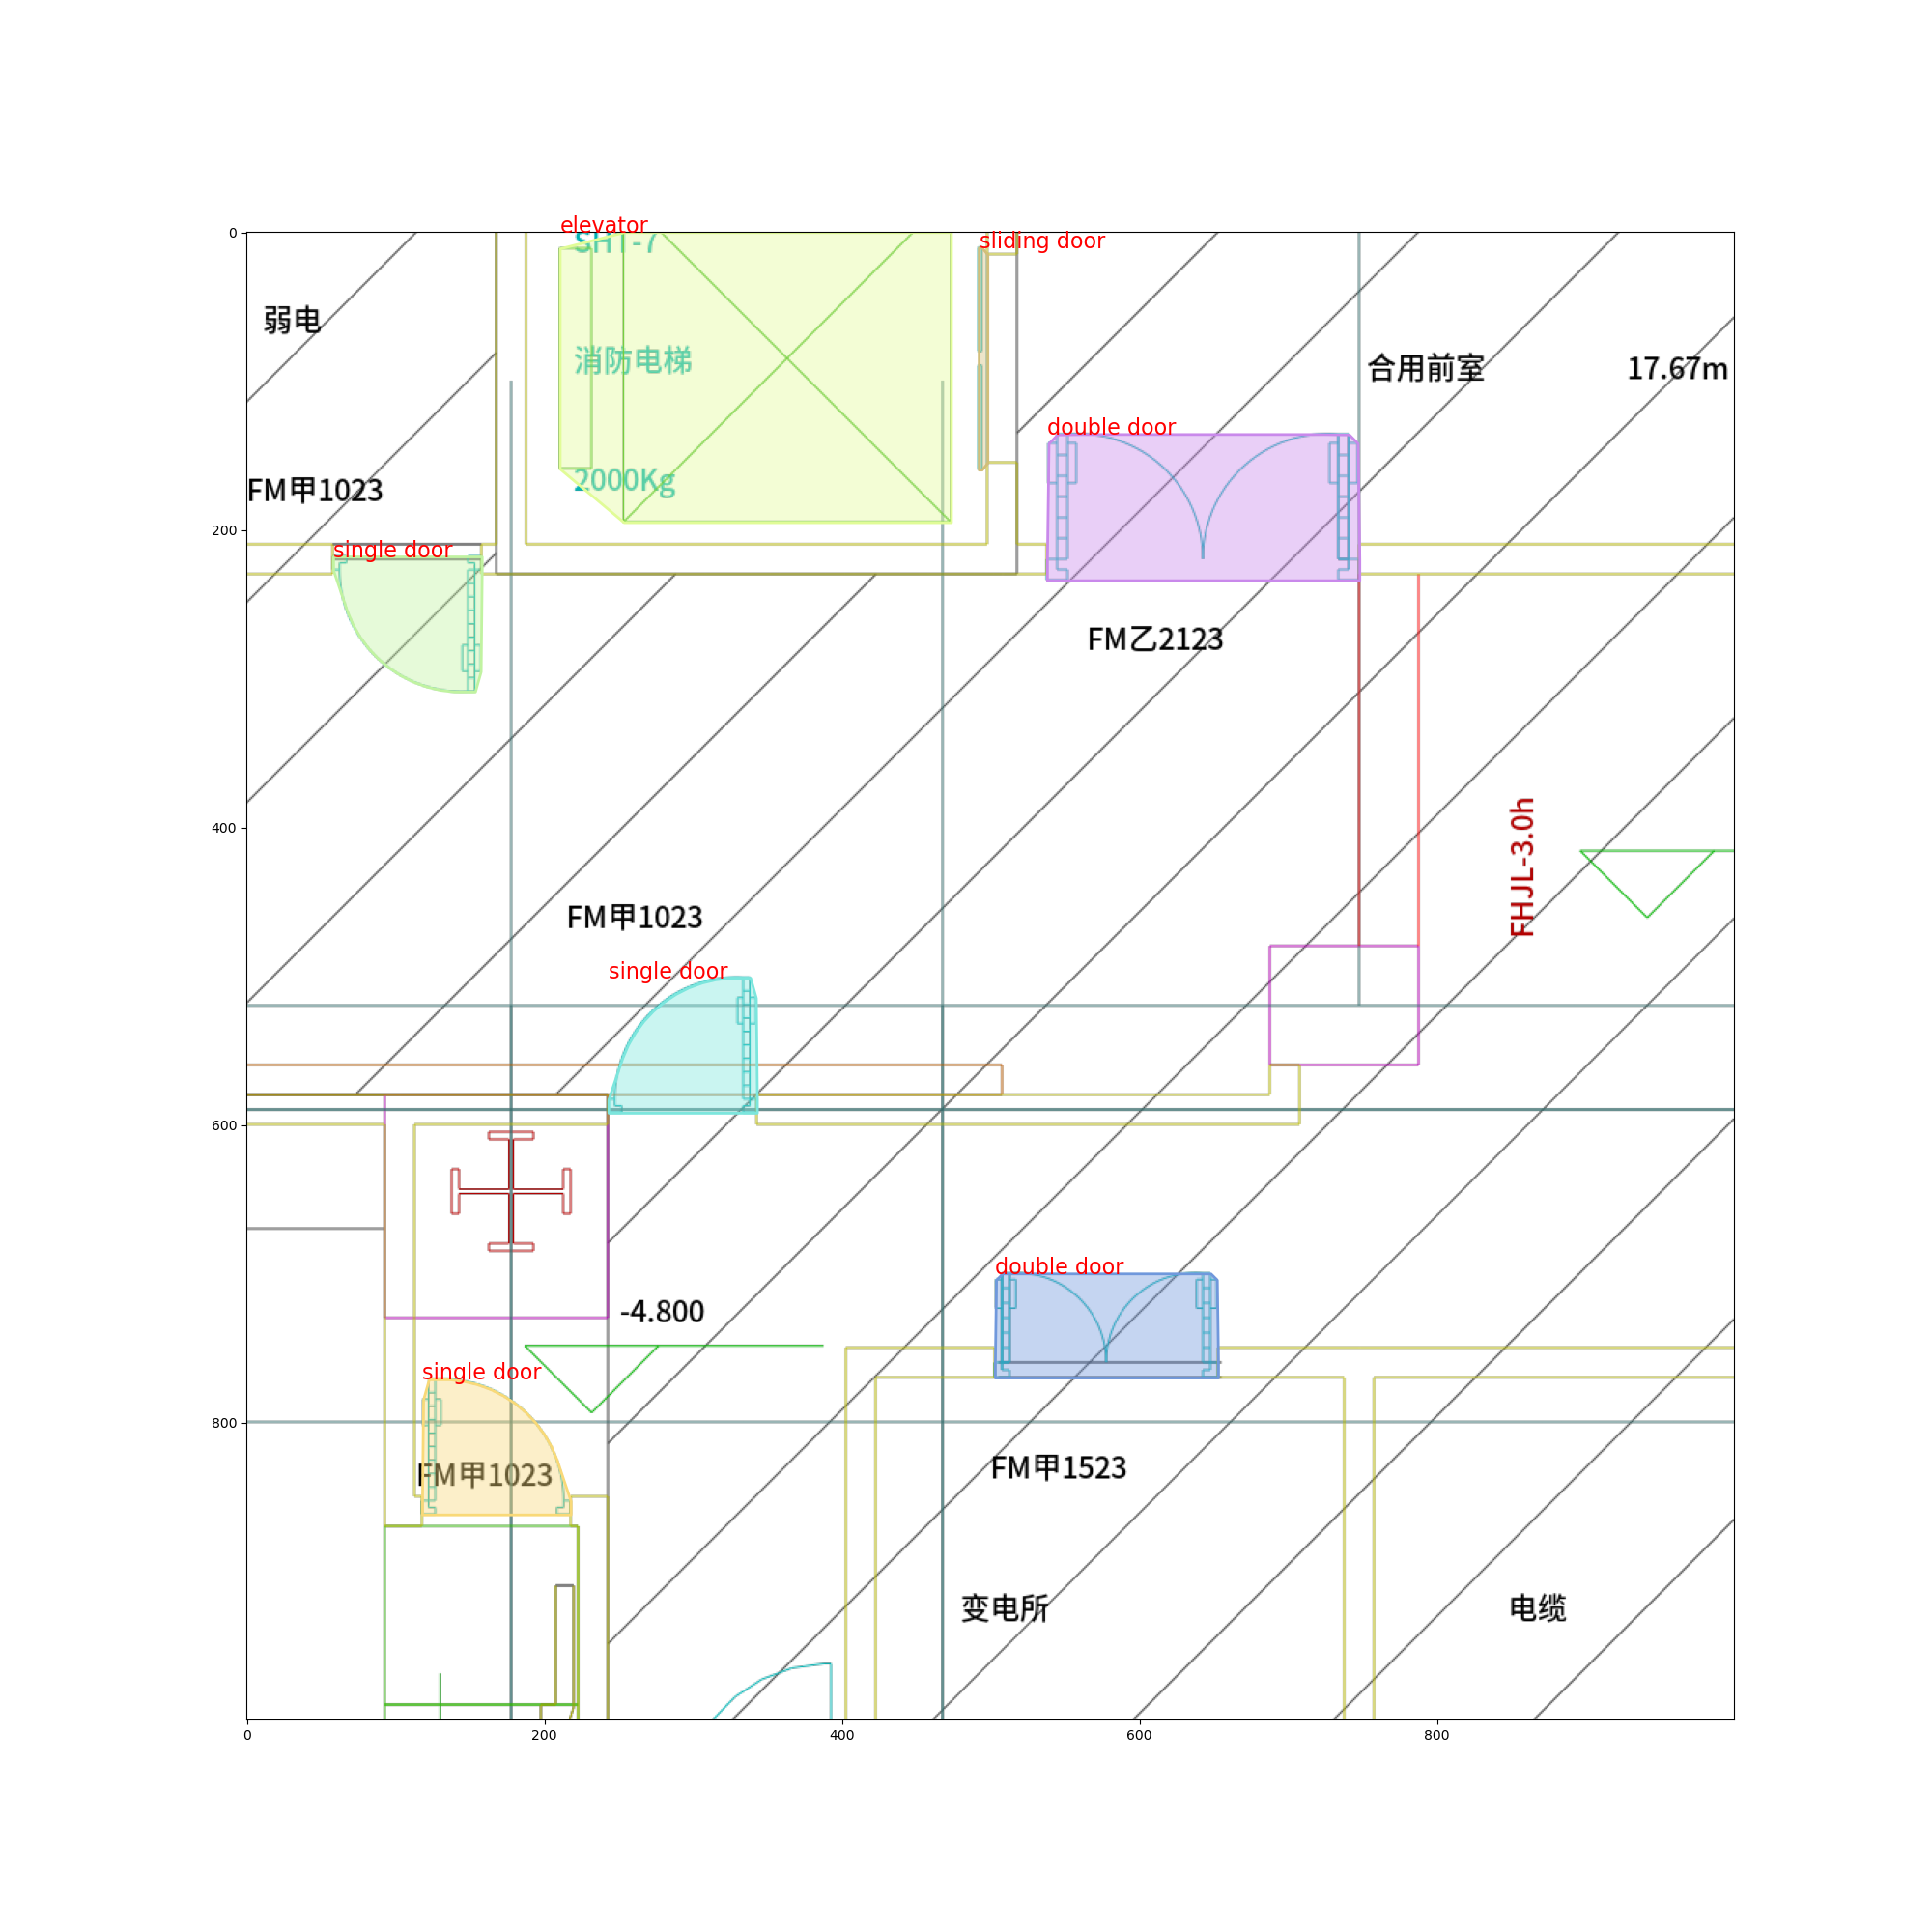 elevator
SHT-7
sliding door
弱电
消防电梯
合用前室
17.67m
double door
2000Kg
FM甲1023
single door
FM乙2123
FHJL-3.0h
FM甲1023
single door
double door
-4.800
single door
FM甲1023
FM甲1523
变电所
电缆
0
200
400
600
800
0
200
400
600
800